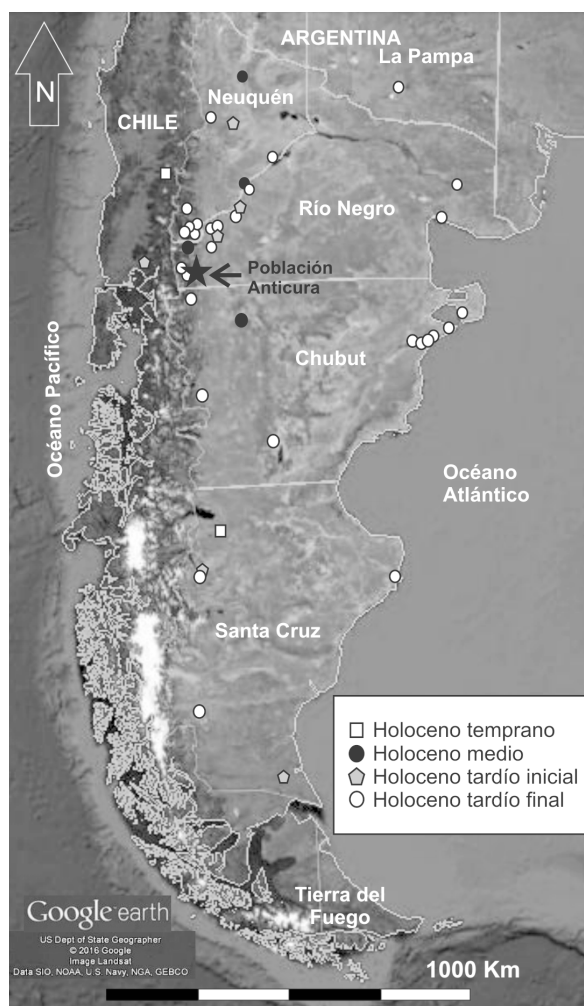 N
ARGENTINA
La Pampa
Neuquén
CHILE
Río Negro
Población
Anticura
Chubut
Océano Pacífico
Océano
Atlántico
Santa Cruz
Holoceno temprano
Holoceno medio
Holoceno tardío inicial
Holoceno tardío final
Tierra del
Fuego
Google earth
US Dept of State Geographer
© 2016 Google
Image Landsat
Data SIO, NOAA, U.S. Navy, NGA, GEBCO
1000 Km